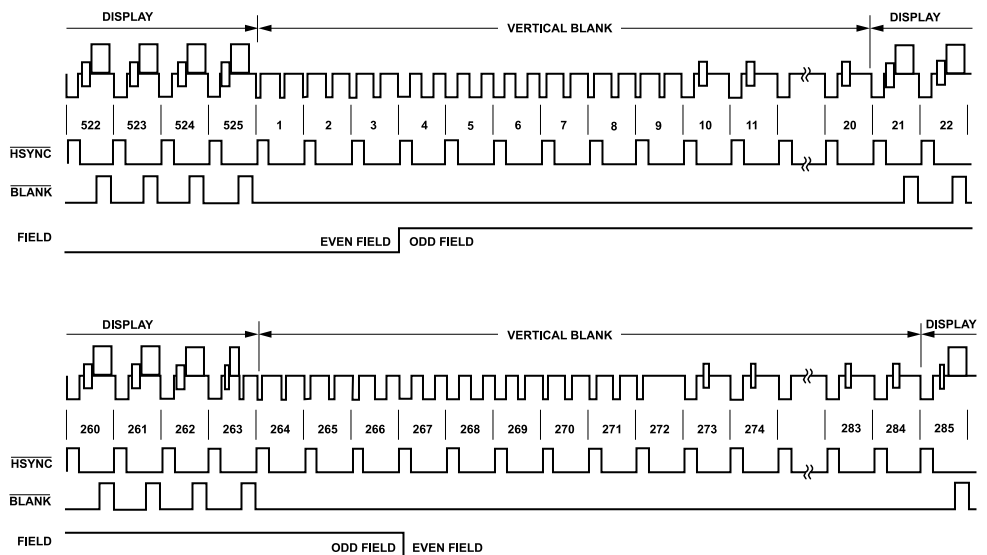 DISPLAY VERTICAL BLANK DISPLAY
522 523 524 525 1 2 3 4 5 6 7 8 9 10 11 20 21 22
HSYNC
BLANK
FIELD EVEN FIELD ODD FIELD
DISPLAY VERTICAL BLANK DISPLAY
260 261 262 263 264 265 266 267 268 269 270 271 272 273 274 283 284 285
HSYNC
BLANK
FIELD ODD FIELD EVEN FIELD